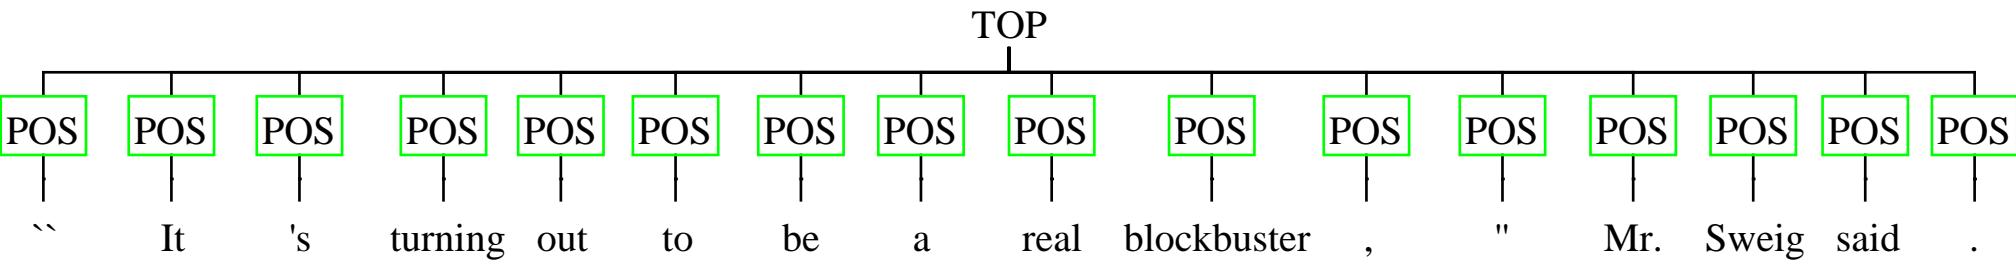 TOP
POS POS POS POS POS POS POS POS POS POS POS POS POS POS POS POS
`` It 's turning out to be a real blockbuster , " Mr. Sweig said .